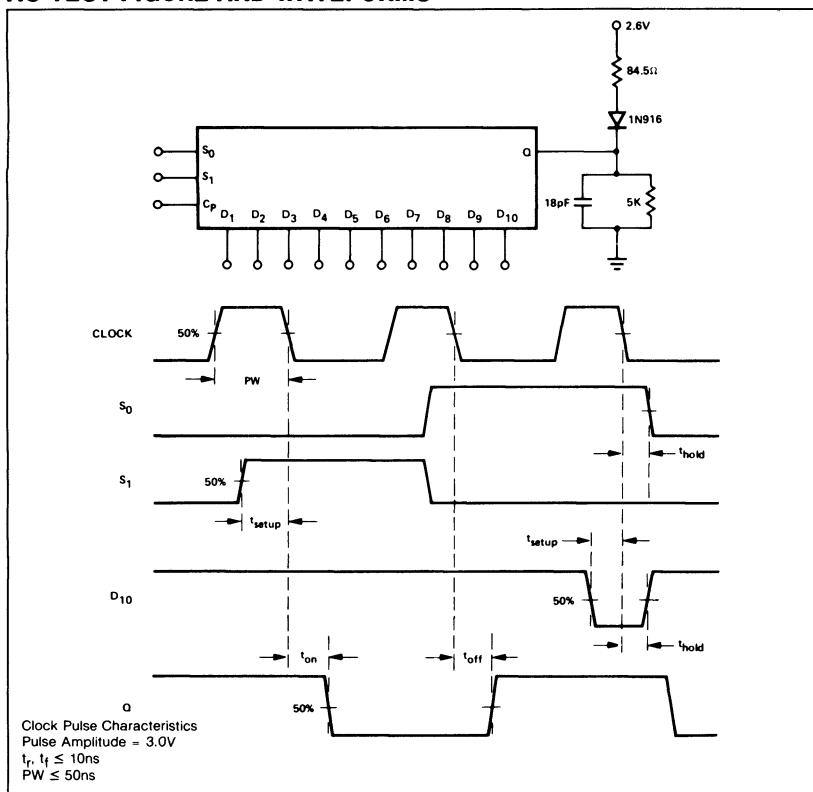 2.6V
84.5Ω
1N916
S0
Q
S1
CP
D1 D2 D3 D4 D5 D6 D7 D8 D9 D10
18pF
5K
CLOCK
50%
PW
S0
thold
S1
50%
tsetup
tsetup
D10
50%
thold
ton
toff
Q
50%
Clock Pulse Characteristics
Pulse Amplitude = 3.0V
tr, tf ≤ 10ns
PW ≤ 50ns